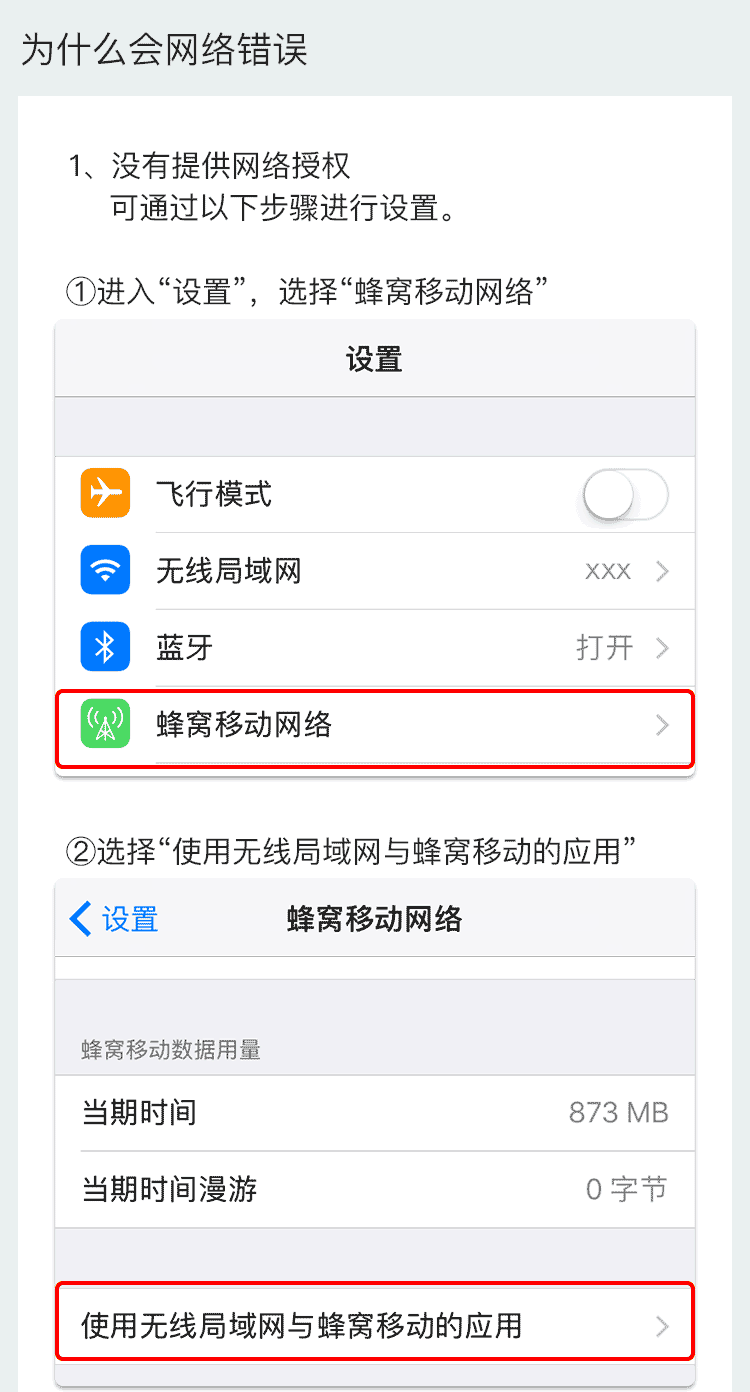 为什么会网络错误
1、没有提供网络授权
可通过以下步骤进行设置。
①进入“设置”，选择“蜂窝移动网络”
设置
飞行模式
无线局域网 XXX
蓝牙 打开
蜂窝移动网络
②选择“使用无线局域网与蜂窝移动的应用”
设置 蜂窝移动网络
蜂窝移动数据用量
当期时间 873 MB
当期时间漫游 0 字节
使用无线局域网与蜂窝移动的应用